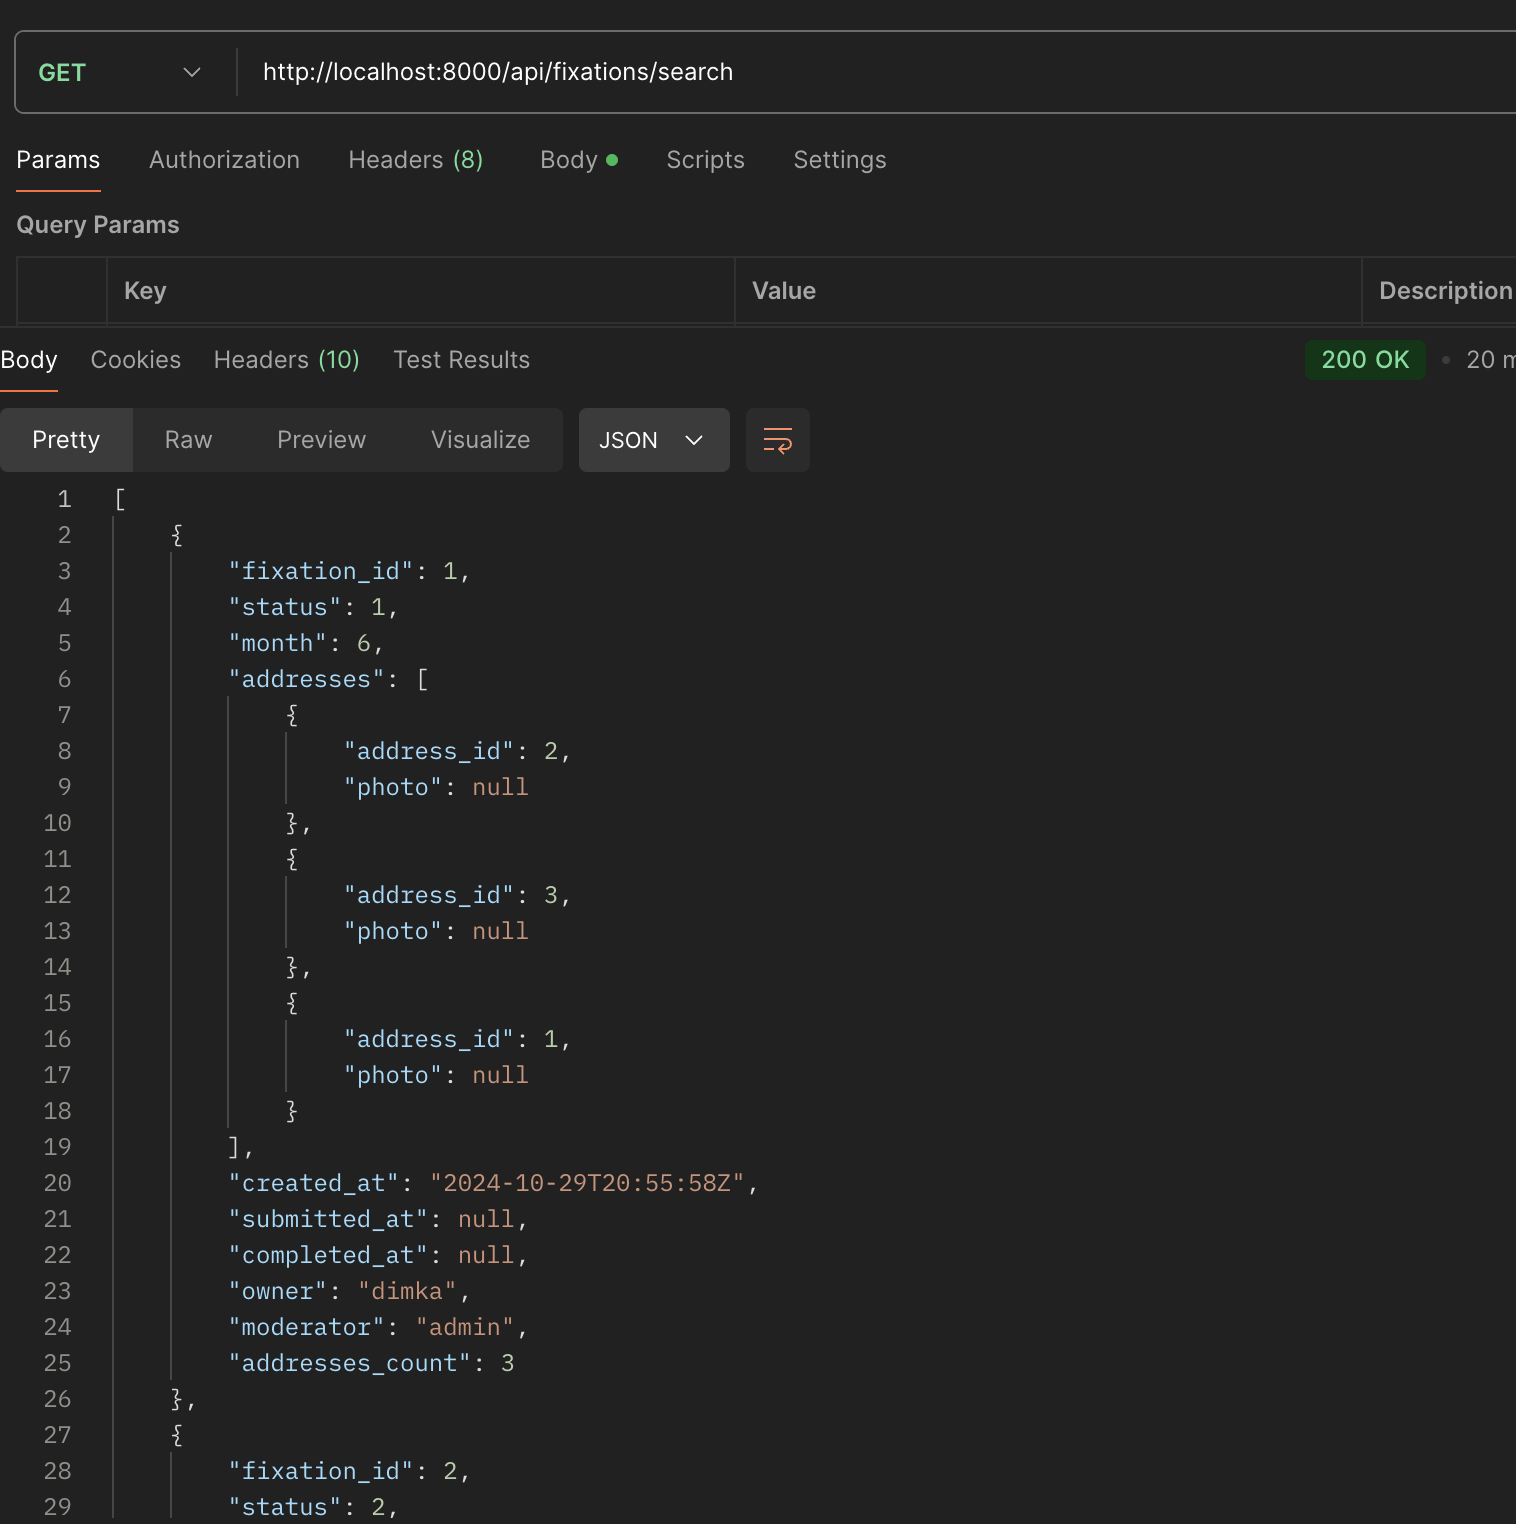 GET http://localhost:8000/api/fixations/search
Params Authorization Headers (8) Body Scripts Settings
Query Params
Key Value Description
Body Cookies Headers (10) Test Results 200 OK • 20 m
Pretty Raw Preview Visualize JSON
1 [
2 {
3 "fixation_id": 1,
4 "status": 1,
5 "month": 6,
6 "addresses": [
7 {
8 "address_id": 2,
9 "photo": null
10 },
11 {
12 "address_id": 3,
13 "photo": null
14 },
15 {
16 "address_id": 1,
17 "photo": null
18 }
19 ],
20 "created_at": "2024-10-29T20:55:58Z",
21 "submitted_at": null,
22 "completed_at": null,
23 "owner": "dimka",
24 "moderator": "admin",
25 "addresses_count": 3
26 },
27 {
28 "fixation_id": 2,
29 "status": 2,